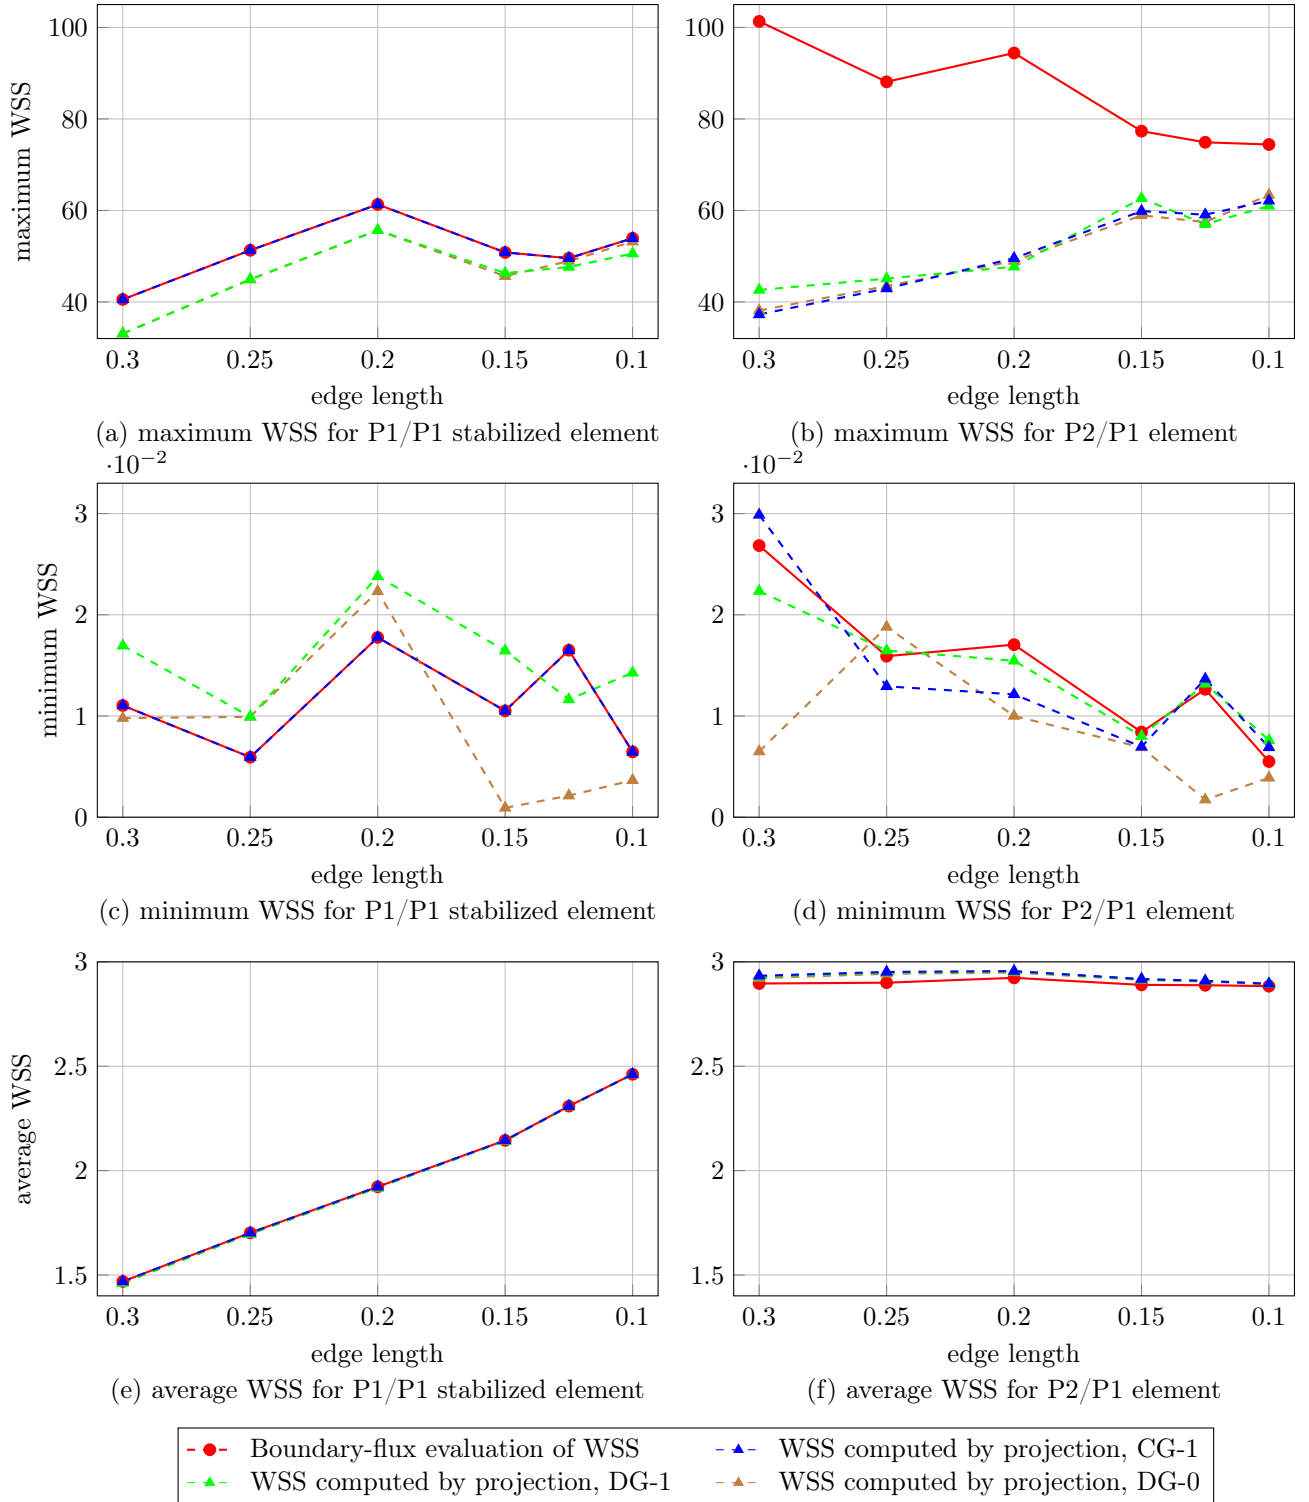 100
80
60
40
maximum WSS
0.3 0.25 0.2 0.15 0.1
edge length
(a) maximum WSS for P1/P1 stabilized element
100
80
60
40
0.3 0.25 0.2 0.15 0.1
edge length
(b) maximum WSS for P2/P1 element
·10−2
3
2
1
0
minimum WSS
0.3 0.25 0.2 0.15 0.1
edge length
(c) minimum WSS for P1/P1 stabilized element
·10−2
3
2
1
0
0.3 0.25 0.2 0.15 0.1
edge length
(d) minimum WSS for P2/P1 element
3
2.5
2
1.5
average WSS
0.3 0.25 0.2 0.15 0.1
edge length
(e) average WSS for P1/P1 stabilized element
3
2.5
2
1.5
0.3 0.25 0.2 0.15 0.1
edge length
(f) average WSS for P2/P1 element
Boundary-flux evaluation of WSS
WSS computed by projection, CG-1
WSS computed by projection, DG-1
WSS computed by projection, DG-0